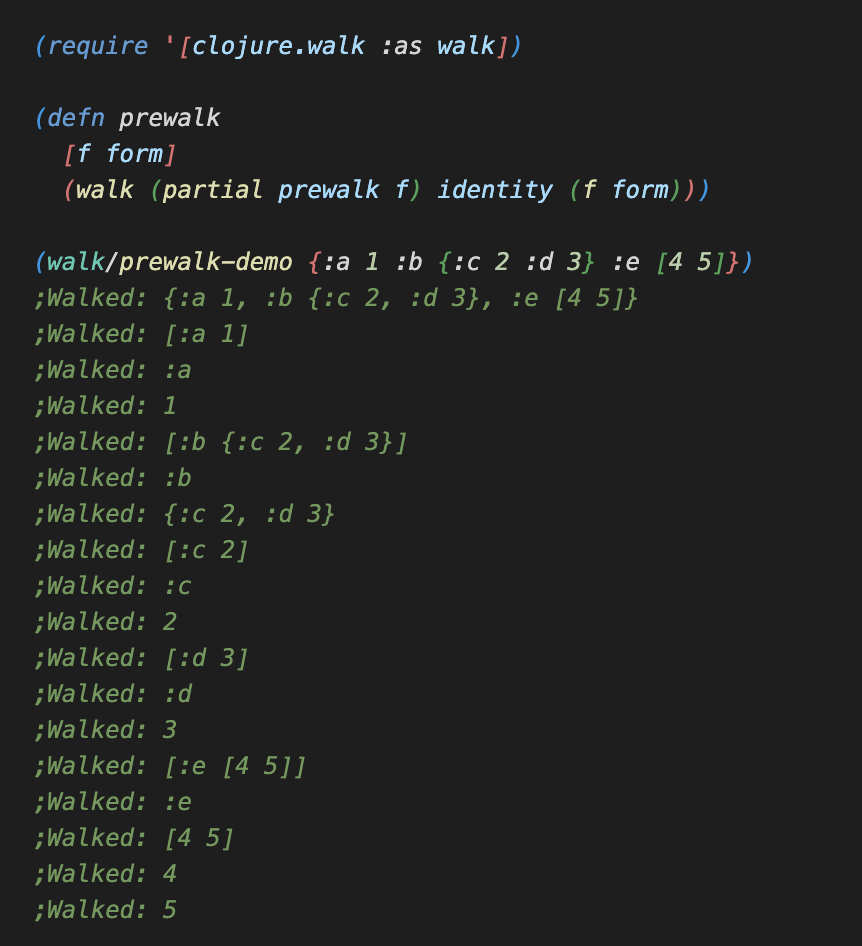 (require '[clojure.walk :as walk])
(defn prewalk
[f form]
(walk (partial prewalk f) identity (f form)))
(walk/prewalk-demo {:a 1 :b {:c 2 :d 3} :e [4 5]})
;Walked: {:a 1, :b {:c 2, :d 3}, :e [4 5]}
;Walked: [:a 1]
;Walked: :a
;Walked: 1
;Walked: [:b {:c 2, :d 3}]
;Walked: :b
;Walked: {:c 2, :d 3}
;Walked: [:c 2]
;Walked: :c
;Walked: 2
;Walked: [:d 3]
;Walked: :d
;Walked: 3
;Walked: [:e [4 5]]
;Walked: :e
;Walked: [4 5]
;Walked: 4
;Walked: 5